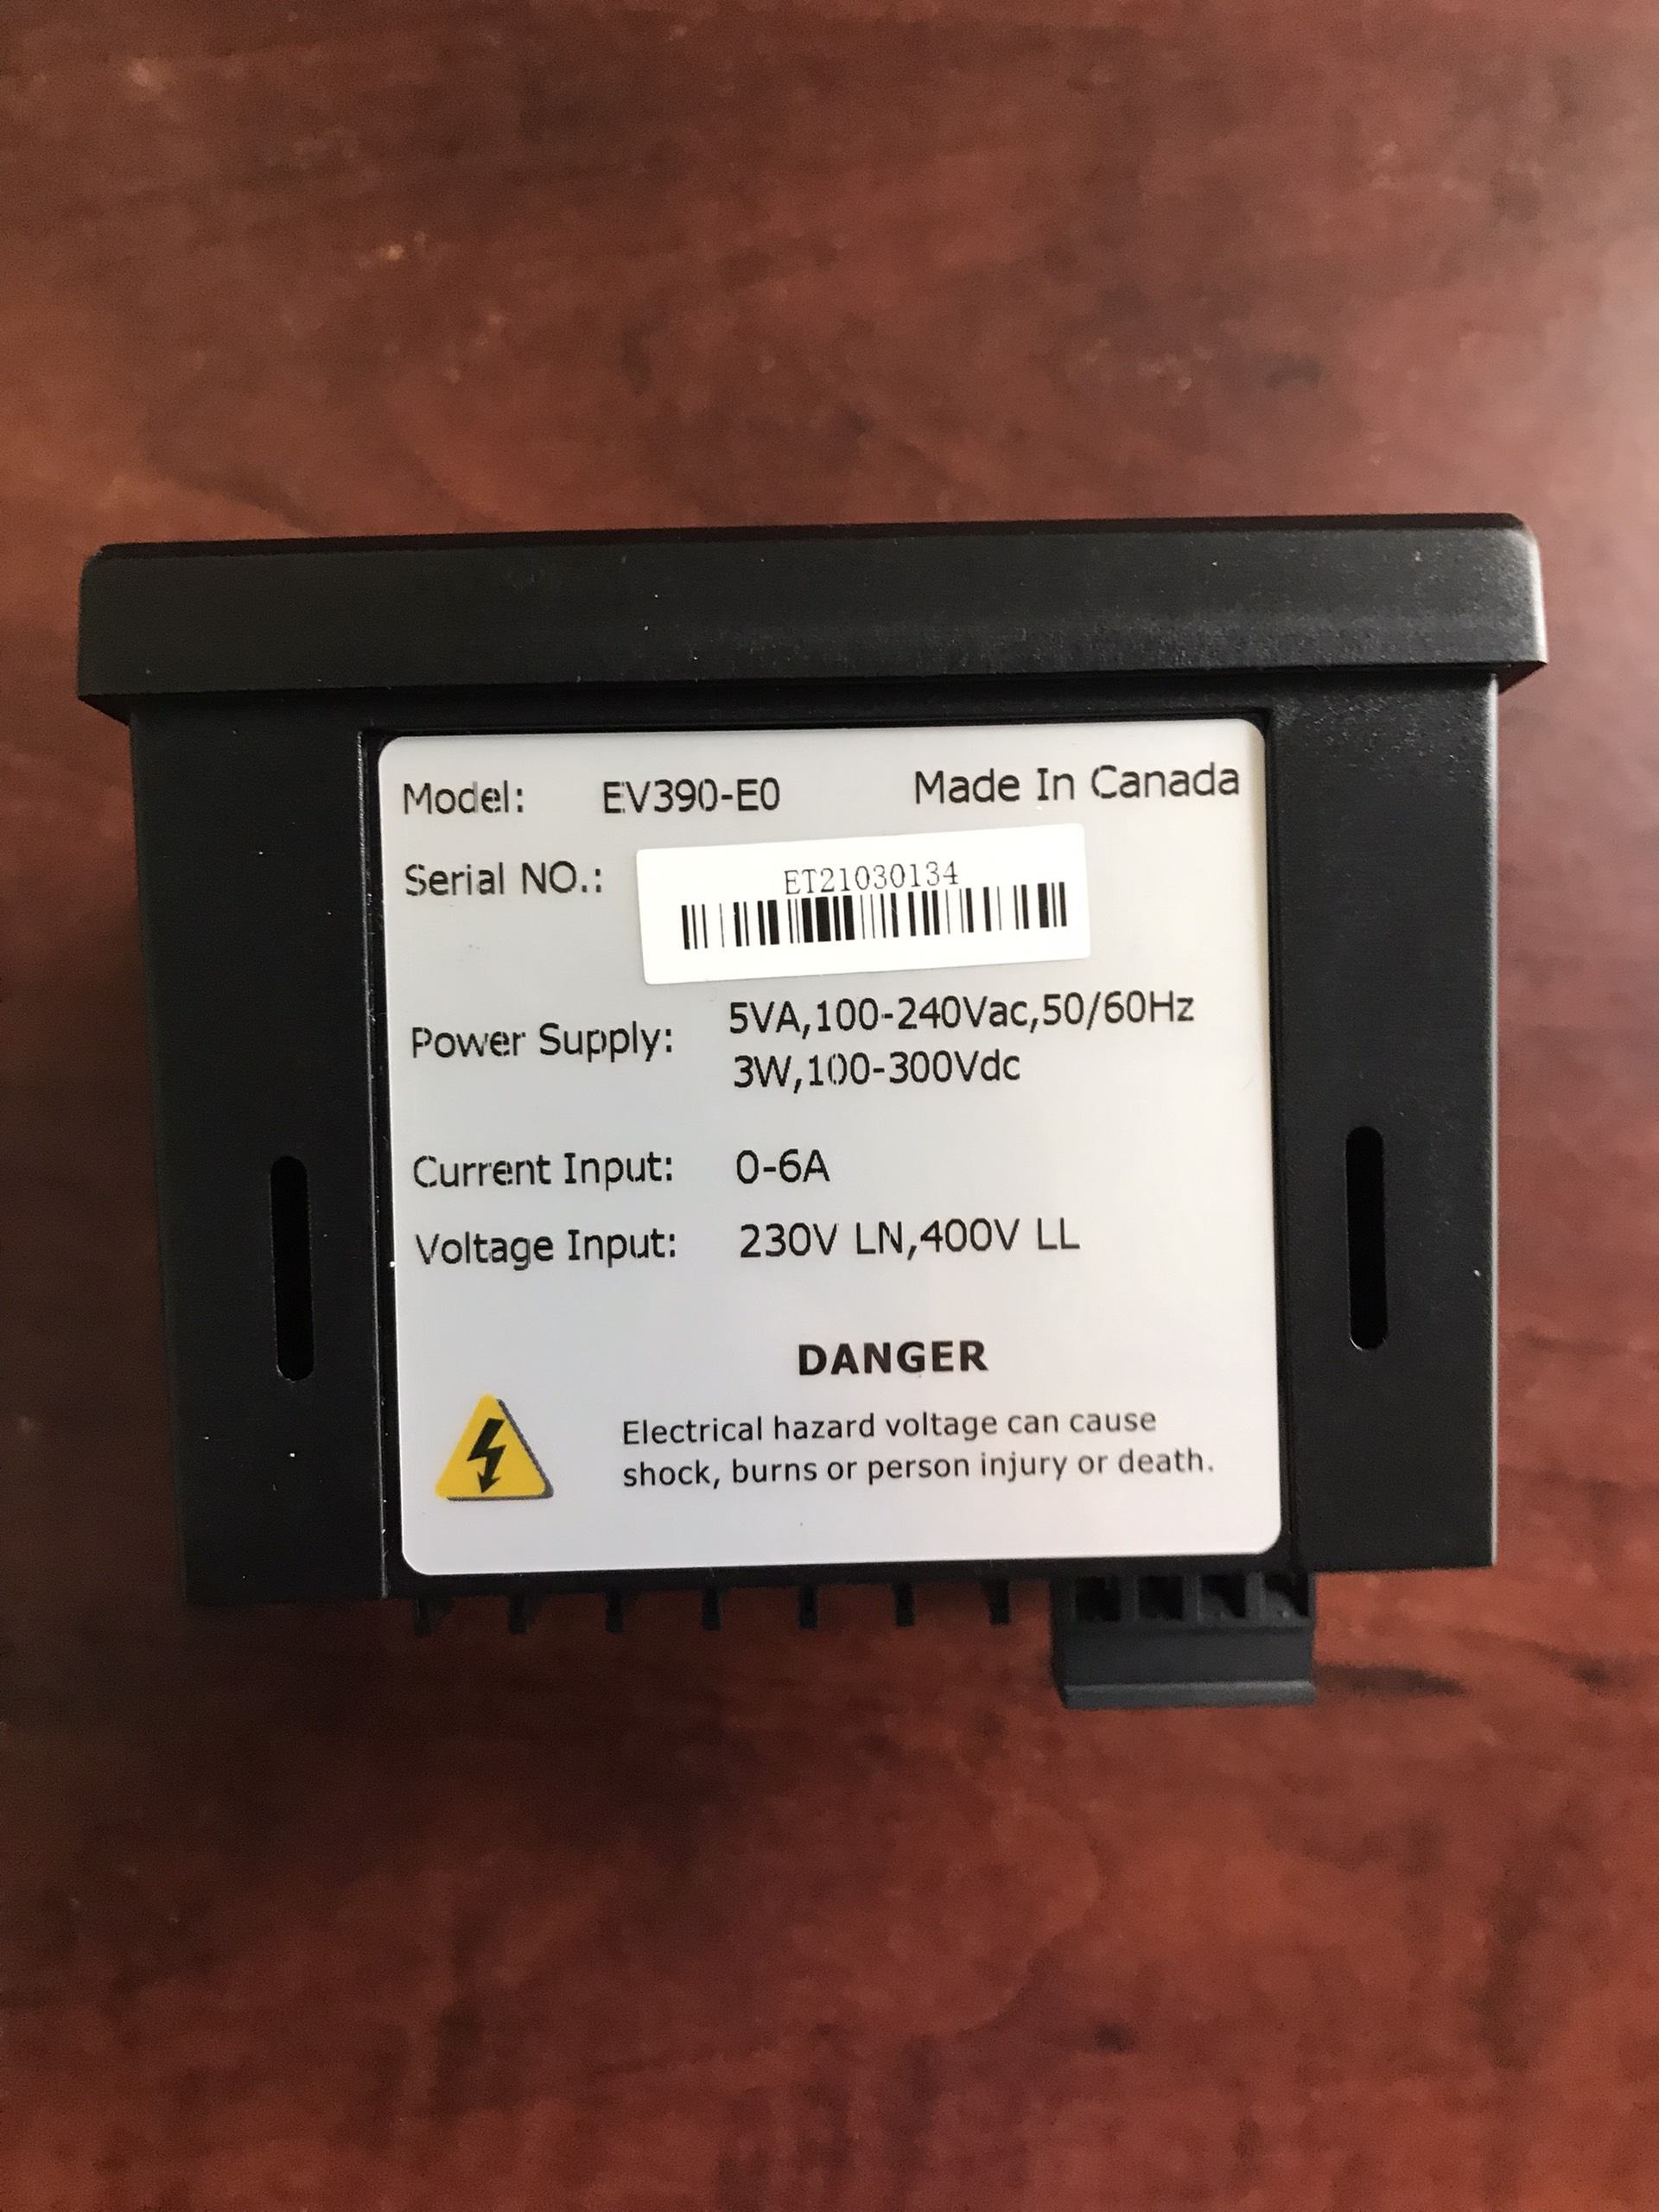 Model: EV390-E0 Made In Canada
Serial NO.: ET21030134
Power Supply: 5VA,100-240Vac,50/60Hz
3W,100-300Vdc
Current Input: 0-6A
Voltage Input: 230V LN,400V LL
DANGER
Electrical hazard voltage can cause
shock, burns or person injury or death.